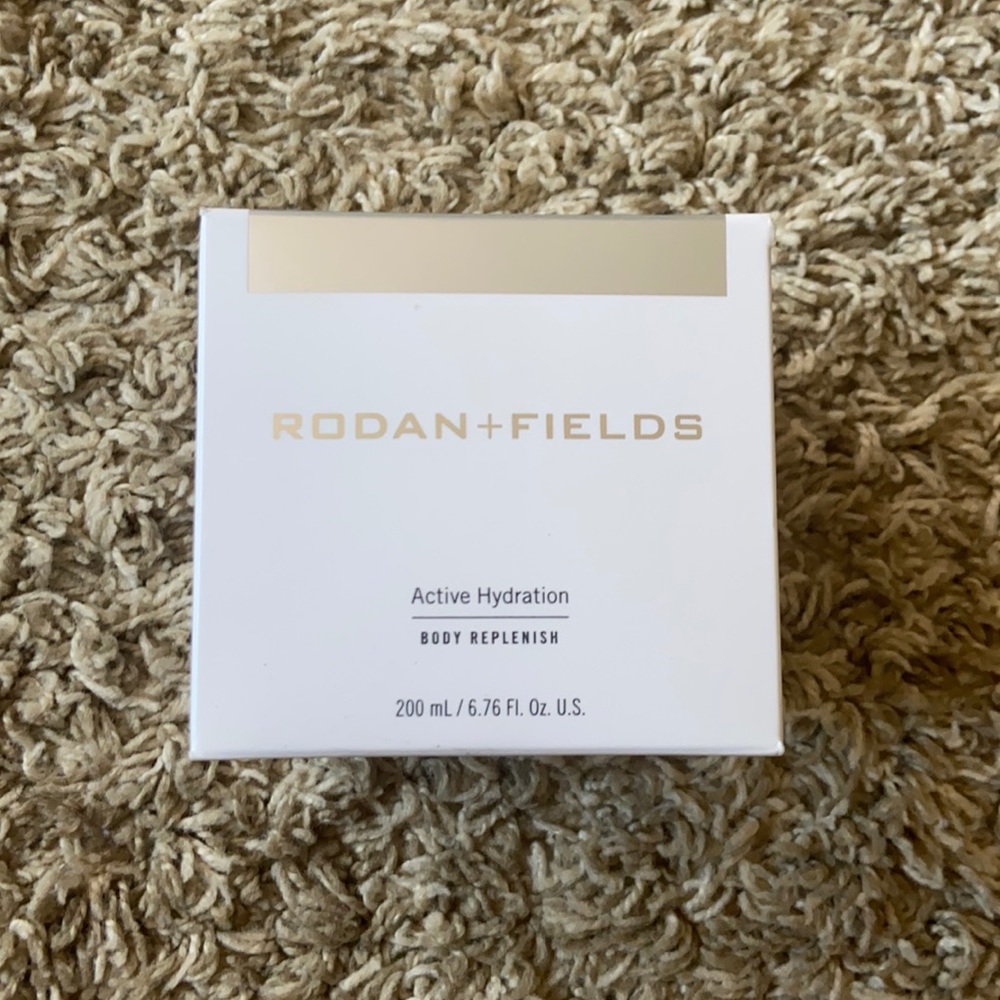 RODAN+FIELDS
Active Hydration
BODY REPLENISH
200 mL / 6.76 Fl. Oz. U.S.